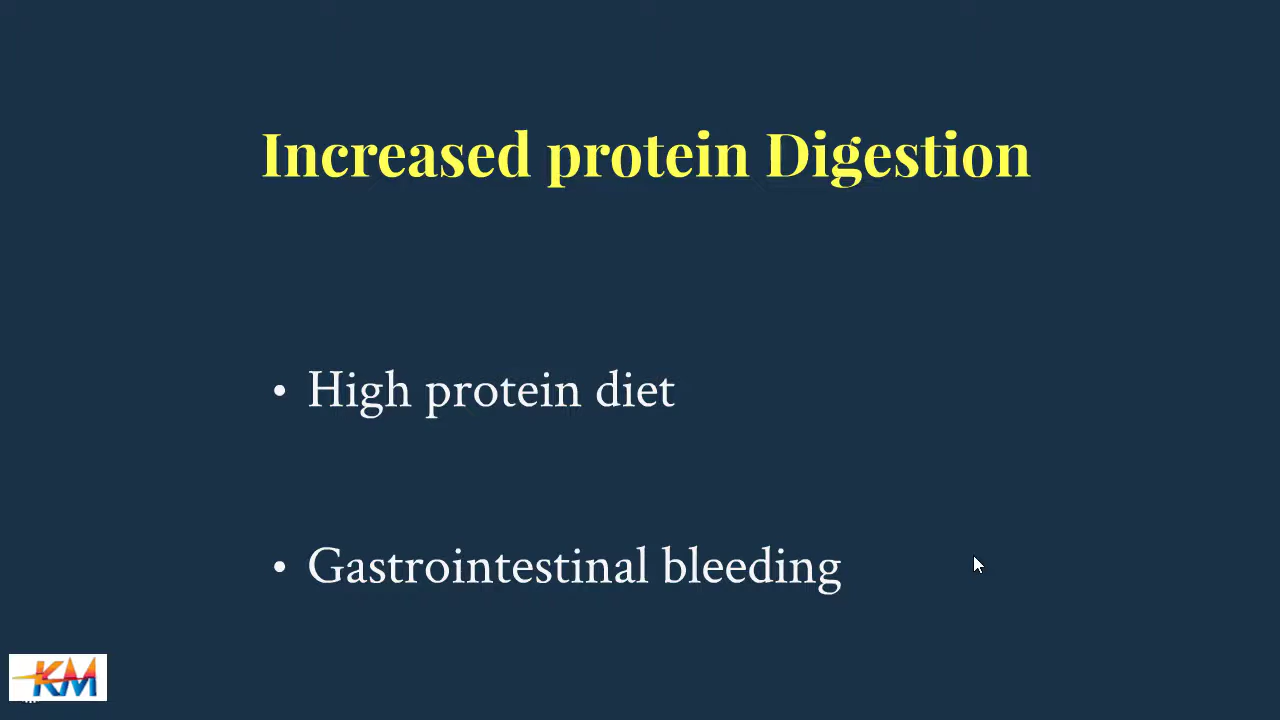 Increased protein Digestion
• High protein diet
• Gastrointestinal bleeding
KM